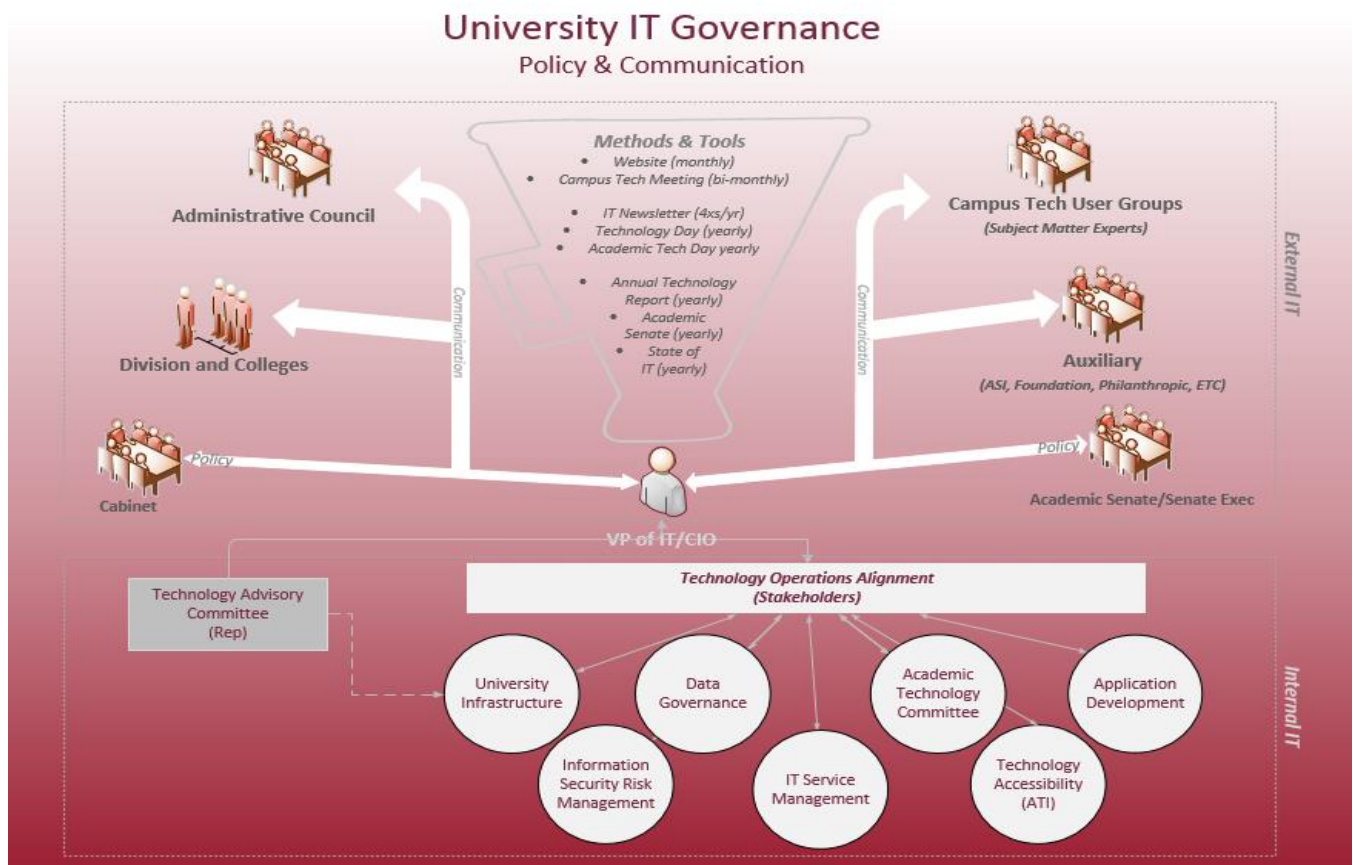 University IT Governance
Policy & Communication
Methods & Tools
• Website (monthly)
• Campus Tech Meeting (bi-monthly)
• IT Newsletter (4xs/yr)
• Technology Day (yearly)
• Academic Tech Day yearly
• Annual Technology
Report (yearly)
• Academic
Senate (yearly)
• State of
IT (yearly)
Administrative Council
Division and Colleges
Cabinet
Policy
Communication
Communication
Campus Tech User Groups
(Subject Matter Experts)
Auxiliary
(ASI, Foundation, Philanthropic, ETC)
Policy
Academic Senate/Senate Exec
External IT
VP of IT/CIO
Technology Advisory
Committee
(Rep)
Technology Operations Alignment
(Stakeholders)
University
Infrastructure
Data
Governance
Academic
Technology
Committee
Application
Development
Information
Security Risk
Management
IT Service
Management
Technology
Accessibility
(ATI)
Internal IT